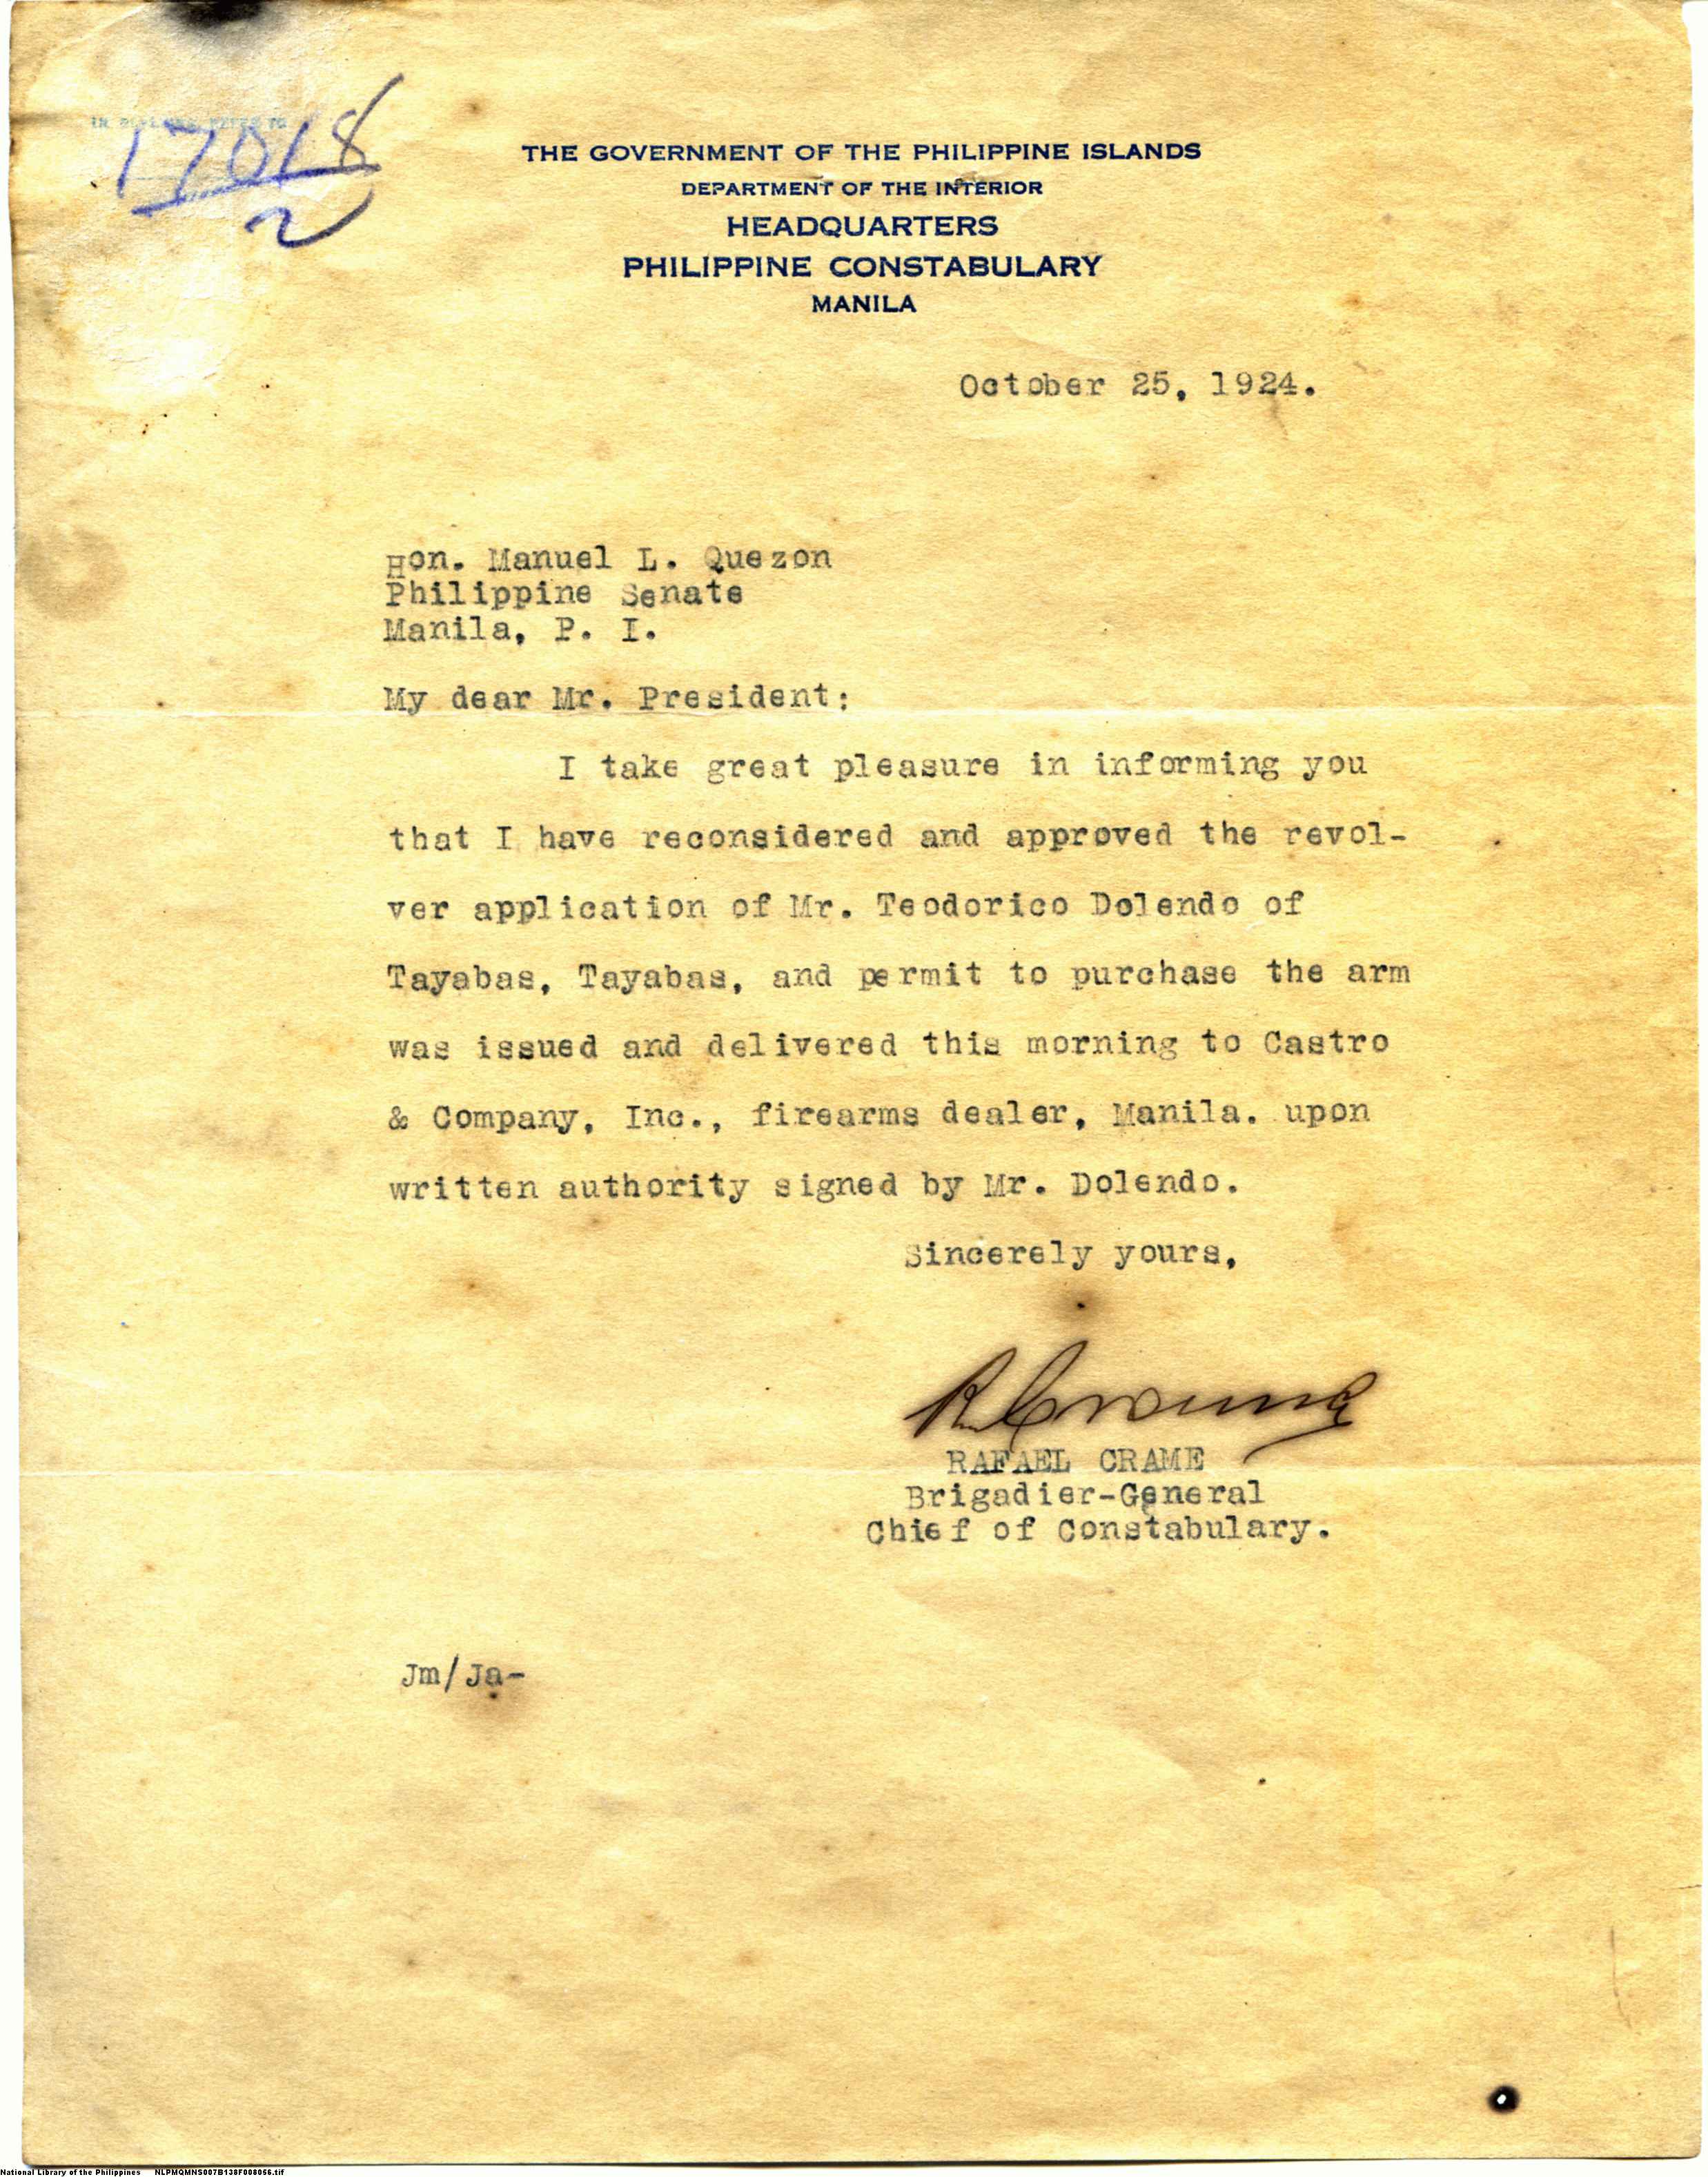 IN REPLYING REFER TO
17018
2
THE GOVERNMENT OF THE PHILIPPINE ISLANDS
DEPARTMENT OF THE INTERIOR
HEADQUARTERS
PHILIPPINE CONSTABULARY
MANILA
October 25, 1924.
Hon. Manuel L. Quezon
Philippine Senate
Manila, P. I.
My dear Mr. President:
I take great pleasure in informing you
that I have reconsidered and approved the revol-
ver application of Mr. Teodorico Dolendo of
Tayabas, Tayabas, and permit to purchase the arm
was issued and delivered this morning to Castro
& Company, Inc., firearms dealer, Manila. upon
written authority signed by Mr. Dolendo.
Sincerely yours,
R Crame
RAFAEL CRAME
Brigadier-General
Chief of Constabulary.
Jm/Ja-
National Library of the Philippines NLPMQMNS007B138F008056.tif